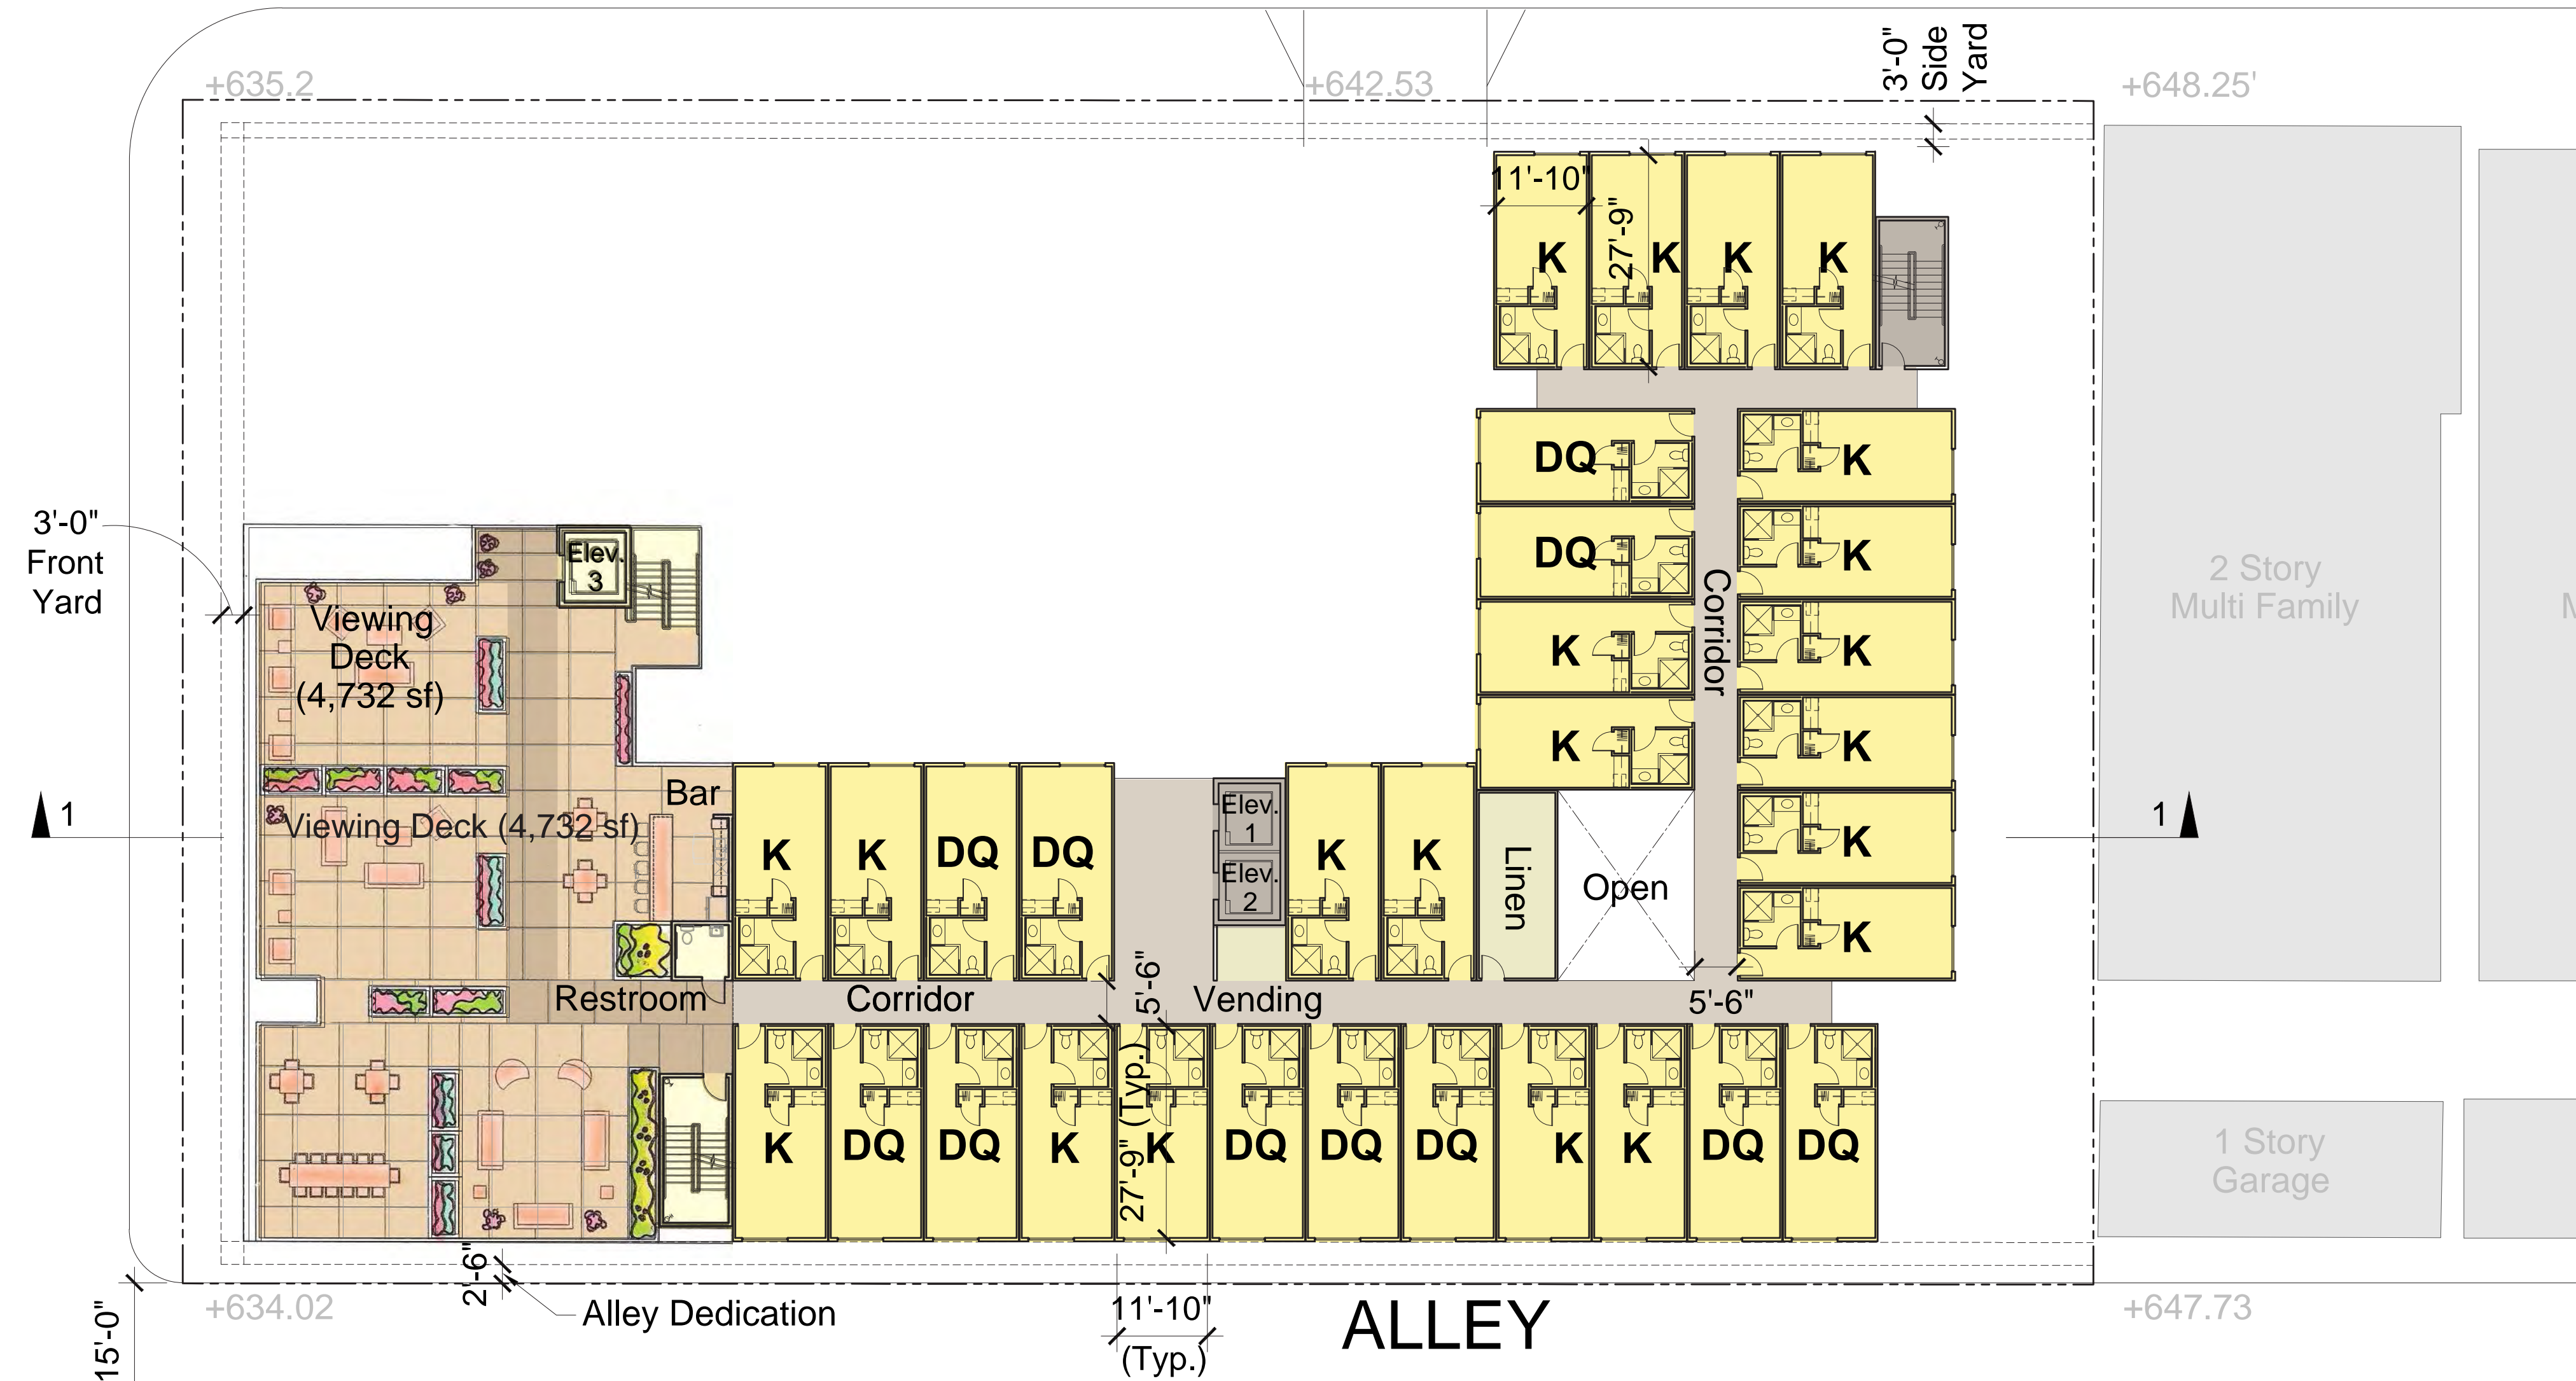 +635.2
+642.53
3'-0"
Side
Yard
+648.25'
11'-10"
27'-9"
K
K
K
K
DQ
K
DQ
K
Corridor
K
K
K
K
K
K
3'-0"
Front
Yard
Elev.
3
Viewing
Deck
(4,732 sf)
2 Story
Multi Family
M
1
Bar
Viewing Deck (4,732 sf)
K
K
DQ
DQ
Elev.
1
Elev.
2
K
K
Linen
Open
1
Restroom
Corridor
5'-6"
Vending
5'-6"
K
DQ
DQ
K
27'-9" (Typ.)
K
DQ
DQ
DQ
K
K
DQ
DQ
1 Story
Garage
2'-6"
+634.02
Alley Dedication
11'-10"
(Typ.)
ALLEY
+647.73
15'-0"